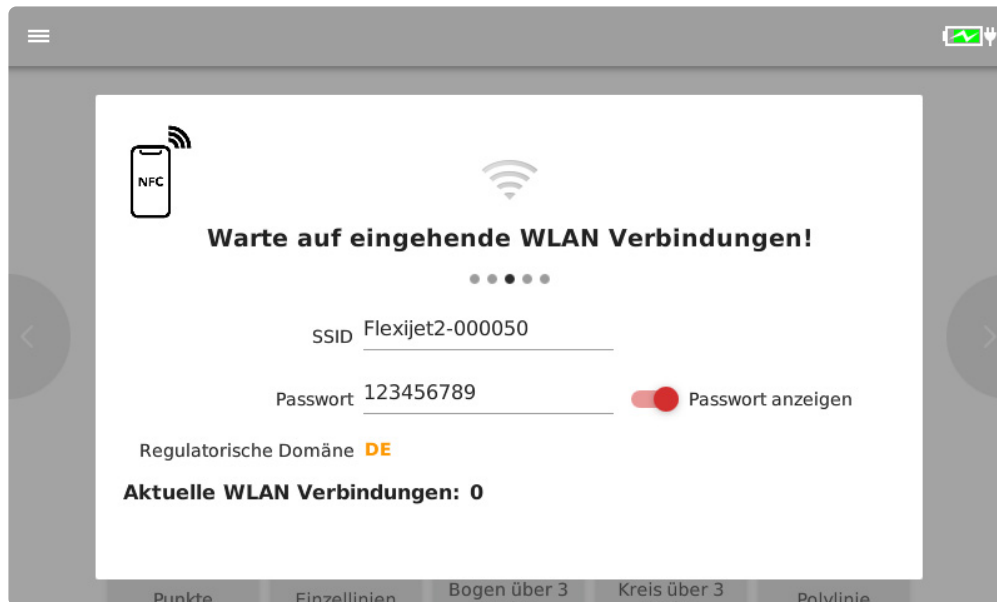 NFC
Warte auf eingehende WLAN Verbindungen!
SSID Flexijet2-000050
Passwort 123456789 Passwort anzeigen
Regulatorische Domäne DE
Aktuelle WLAN Verbindungen: 0
Punkte Einzellinien Bogen über 3 Kreis über 3 Polylinie